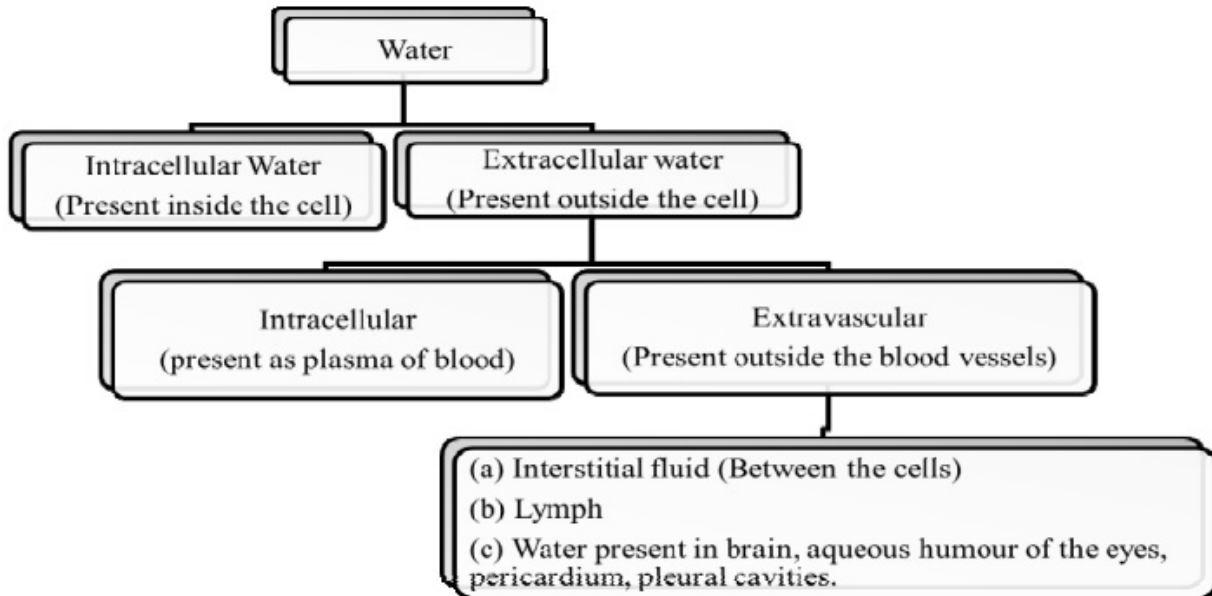 Water
Intracellular Water
(Present inside the cell)
Extracellular water
(Present outside the cell)
Intracellular
(present as plasma of blood)
Extravascular
(Present outside the blood vessels)
(a) Interstitial fluid (Between the cells)
(b) Lymph
(c) Water present in brain, aqueous humour of the eyes,
pericardium, pleural cavities.